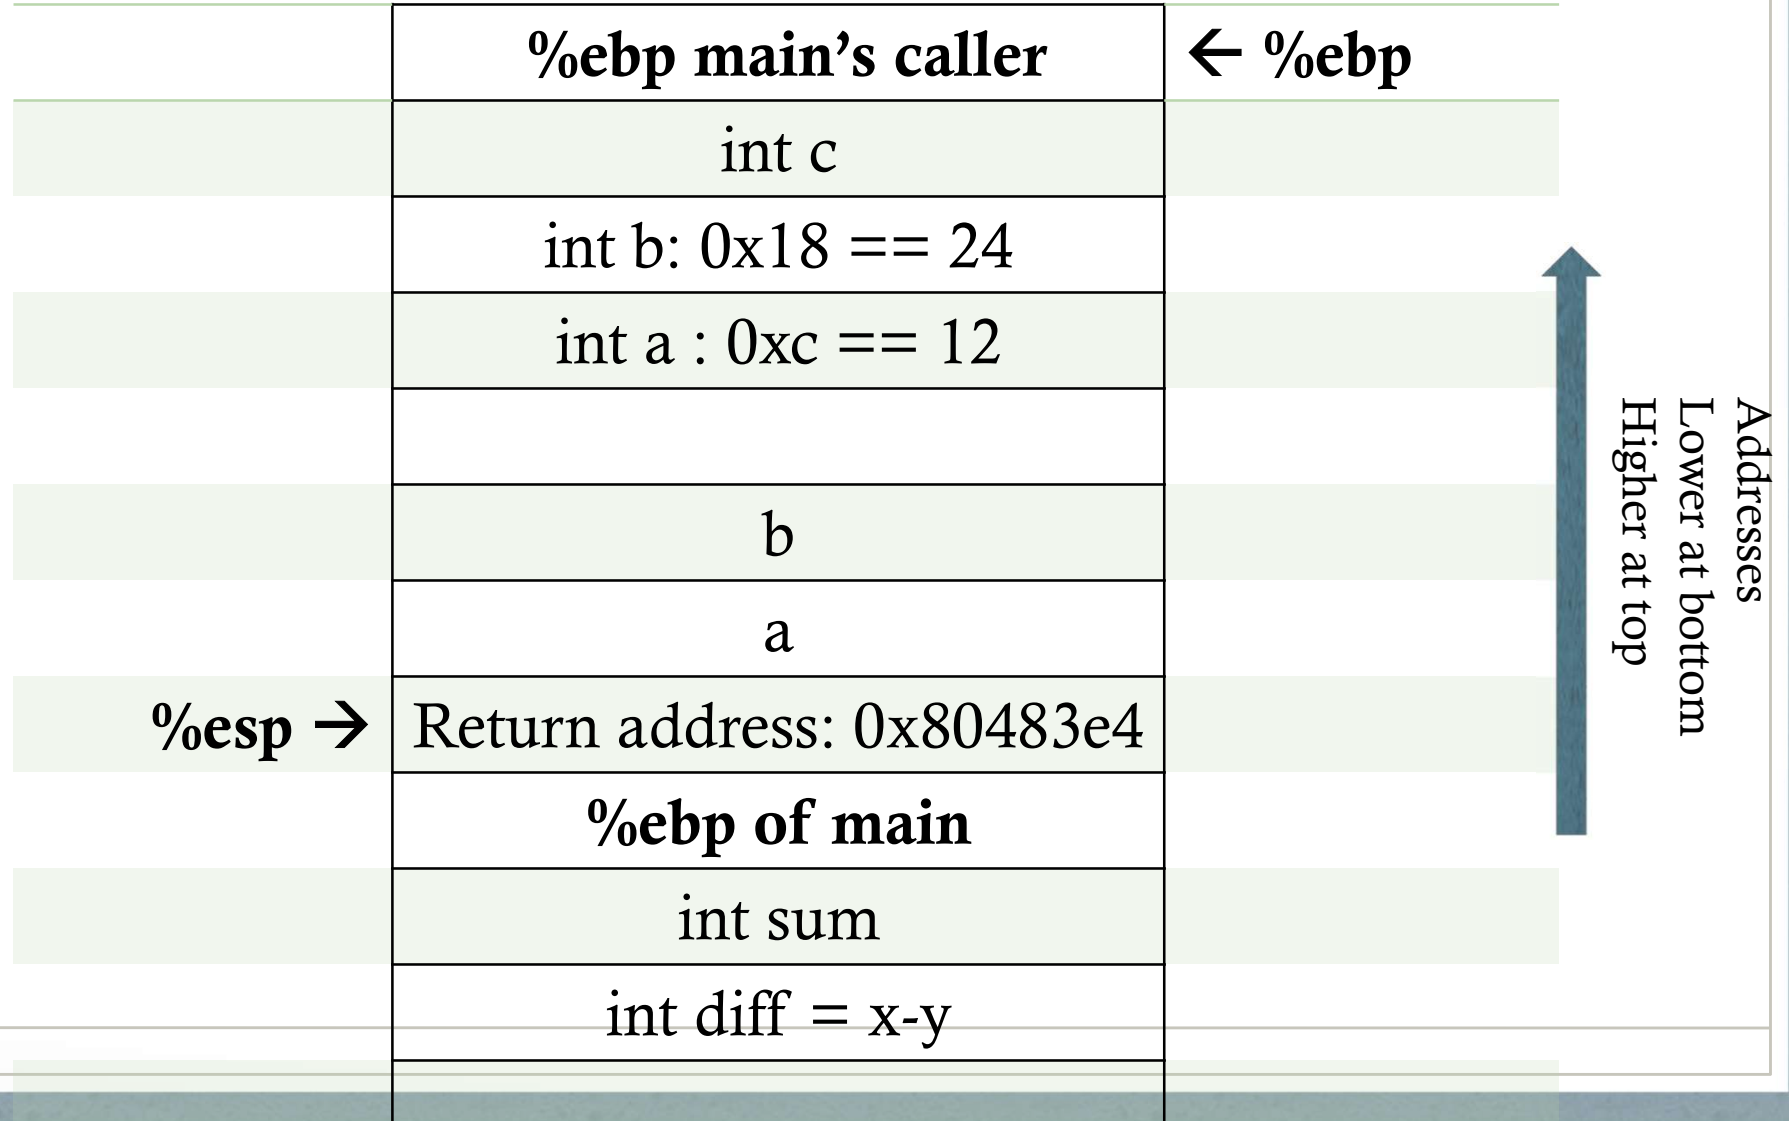 %ebp main’s caller
← %ebp
int c
int b: 0x18 == 24
int a : 0xc == 12
b
a
%esp →
Return address: 0x80483e4
%ebp of main
int sum
int diff = x-y
Addresses
Lower at bottom
Higher at top